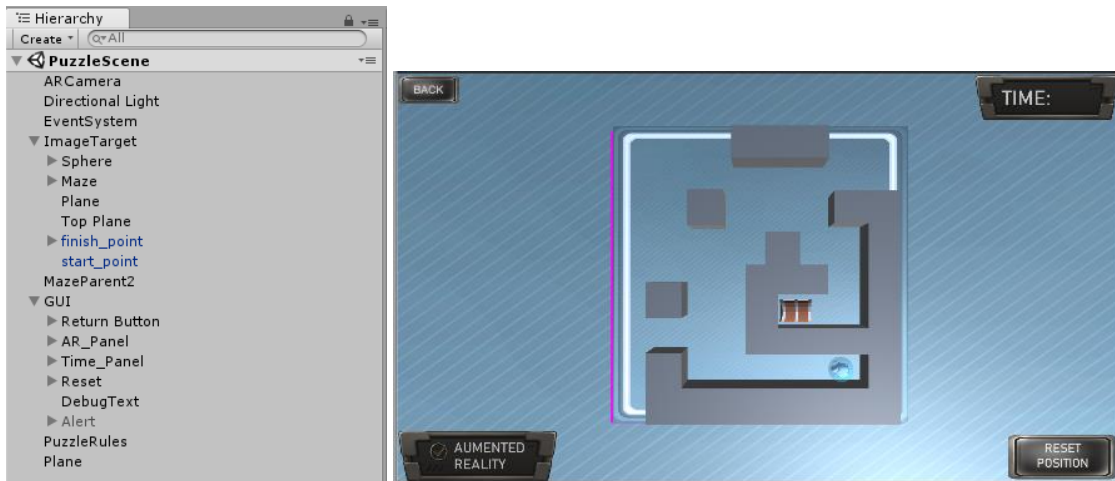 Hierarchy
Create
All
PuzzleScene
ARCamera
Directional Light
EventSystem
ImageTarget
Sphere
Maze
Plane
Top Plane
finish_point
start_point
MazeParent2
GUI
Return Button
AR_Panel
Time_Panel
Reset
DebugText
Alert
PuzzleRules
Plane
BACK
TIME:
AUMENTED
REALITY
RESET
POSITION